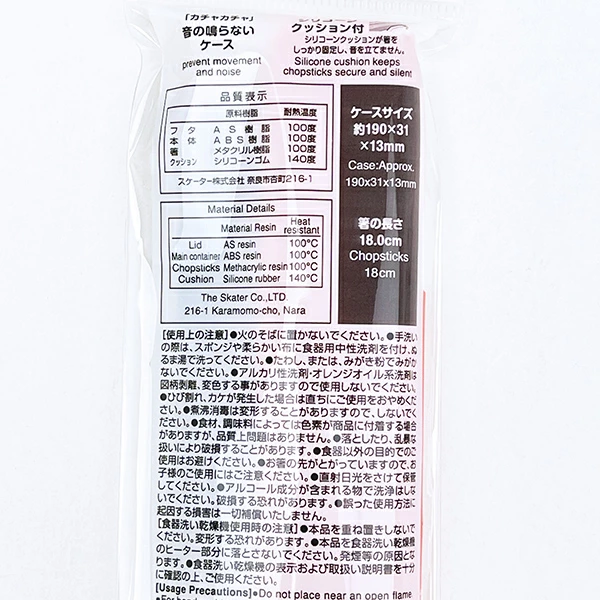 「カチャカチャ」
音の鳴らない
ケース
prevent movement
and noise
クッション付
シリコーンクッションが箸を
しっかり固定し、音を立てません。
Silicone cushion keeps
chopsticks secure and silent
品質表示
原料樹脂 耐熱温度
フタ AS樹脂 100度
本体 ABS樹脂 100度
箸 メタクリル樹脂 100度
クッション シリコーンゴム 140度
スケーター株式会社 奈良市杏町216-1
ケースサイズ
約190×31
×13mm
Case:Approx.
190x31x13mm
箸の長さ
18.0cm
Chopsticks
18cm
Material Details
Material Resin Heat resistant
Lid AS resin 100°C
Main container ABS resin 100°C
Chopsticks Methacrylic resin 100°C
Cushion Silicone rubber 140°C
The Skater Co.,LTD.
216-1 Karamomo-cho, Nara
【使用上の注意】●火のそばに置かないでください。●手洗い
の際は、スポンジや柔らかい布に食器用中性洗剤を付け、ぬ
るま湯で洗ってください。●たわし、または、みがき粉でみがか
ないでください。●アルカリ性洗剤・オレンジオイル系洗剤は
図柄剥離、変色する事がありますので使用しないでください。
●ひび割れ、カケが発生した場合は直ちにご使用をおやめくだ
さい。●煮沸消毒は変形することがありますので、しないでく
ださい。●食材、調味料によっては色素が商品に付着する場合
がありますが、品質上問題はありません。●落としたり、乱暴な
扱いにより破損することがあります。●食器以外の目的でのご
使用はお避けください。●お箸の先がとがっていますので、お
子様のご使用にはご注意ください。●直射日光をさけて保管
してください。●アルコール成分が含まれる物で洗浄はしな
いでください。破損する恐れがあります。●誤った使用方法に
起因する損害は一切補償いたしません。
【食器洗い乾燥機使用時の注意】●本品を重ね置きしないで
ください。変形する恐れがあります。●本品を食器洗い乾燥機
のヒーター部分に落とさないでください。発煙等の原因とな
ります。●食器洗い乾燥機の表示および取扱い説明書を十分
に確認の上、ご使用ください。
[Usage Precautions]●Do not place near an open flame.